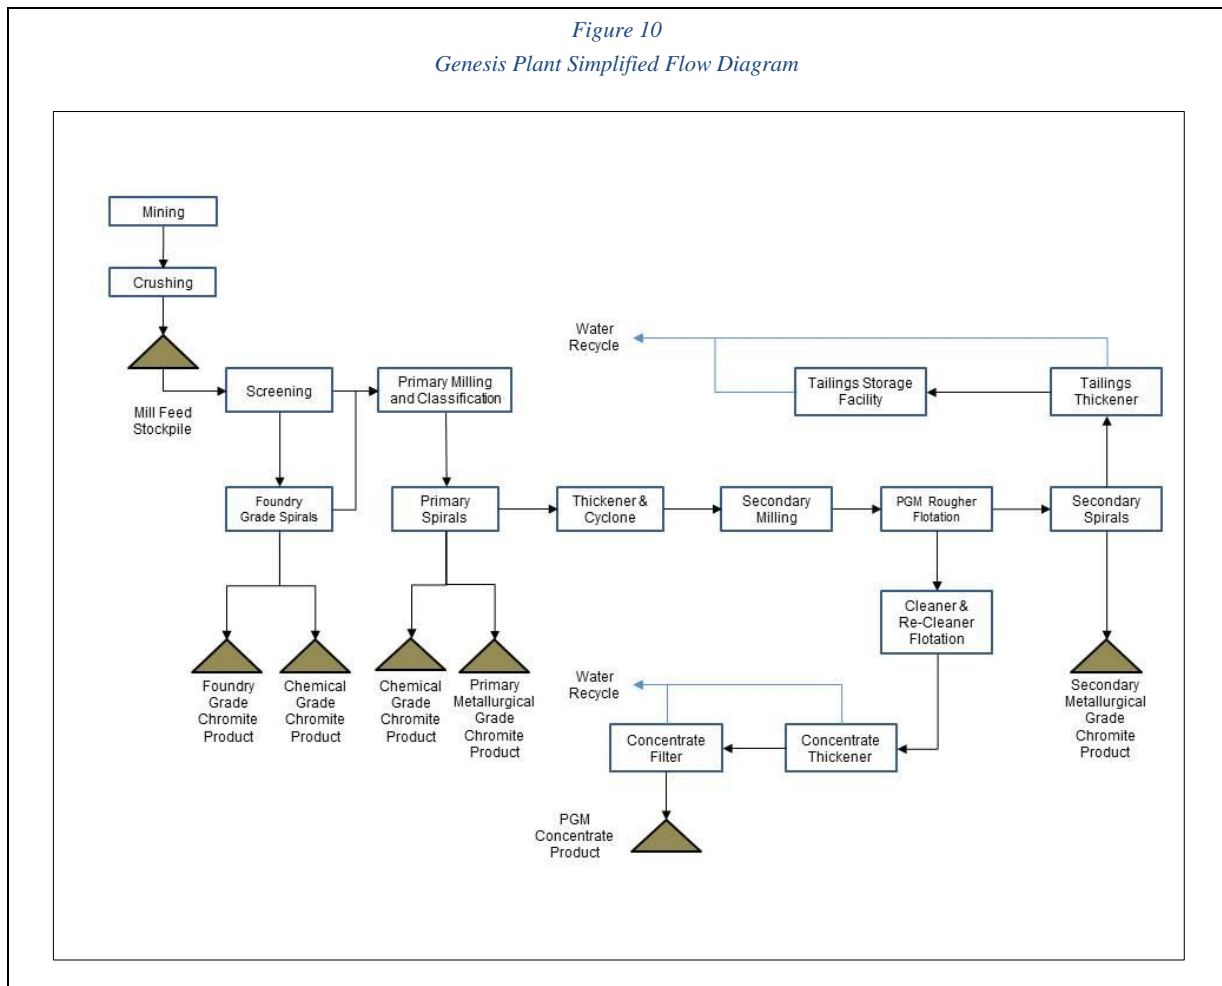 Figure 10
Genesis Plant Simplified Flow Diagram
Mining
Crushing
Mill Feed
Stockpile
Screening
Primary Milling
and Classification
Foundry
Grade Spirals
Primary
Spirals
Thickener &
Cyclone
Secondary
Milling
PGM Rougher
Flotation
Secondary
Spirals
Water
Recycle
Tailings Storage
Facility
Tailings
Thickener
Cleaner &
Re-Cleaner
Flotation
Foundry
Grade
Chromite
Product
Chemical
Grade
Chromite
Product
Chemical
Grade
Chromite
Product
Primary
Metallurgical
Grade
Chromite
Product
Water
Recycle
Concentrate
Filter
Concentrate
Thickener
Secondary
Metallurgical
Grade
Chromite
Product
PGM
Concentrate
Product